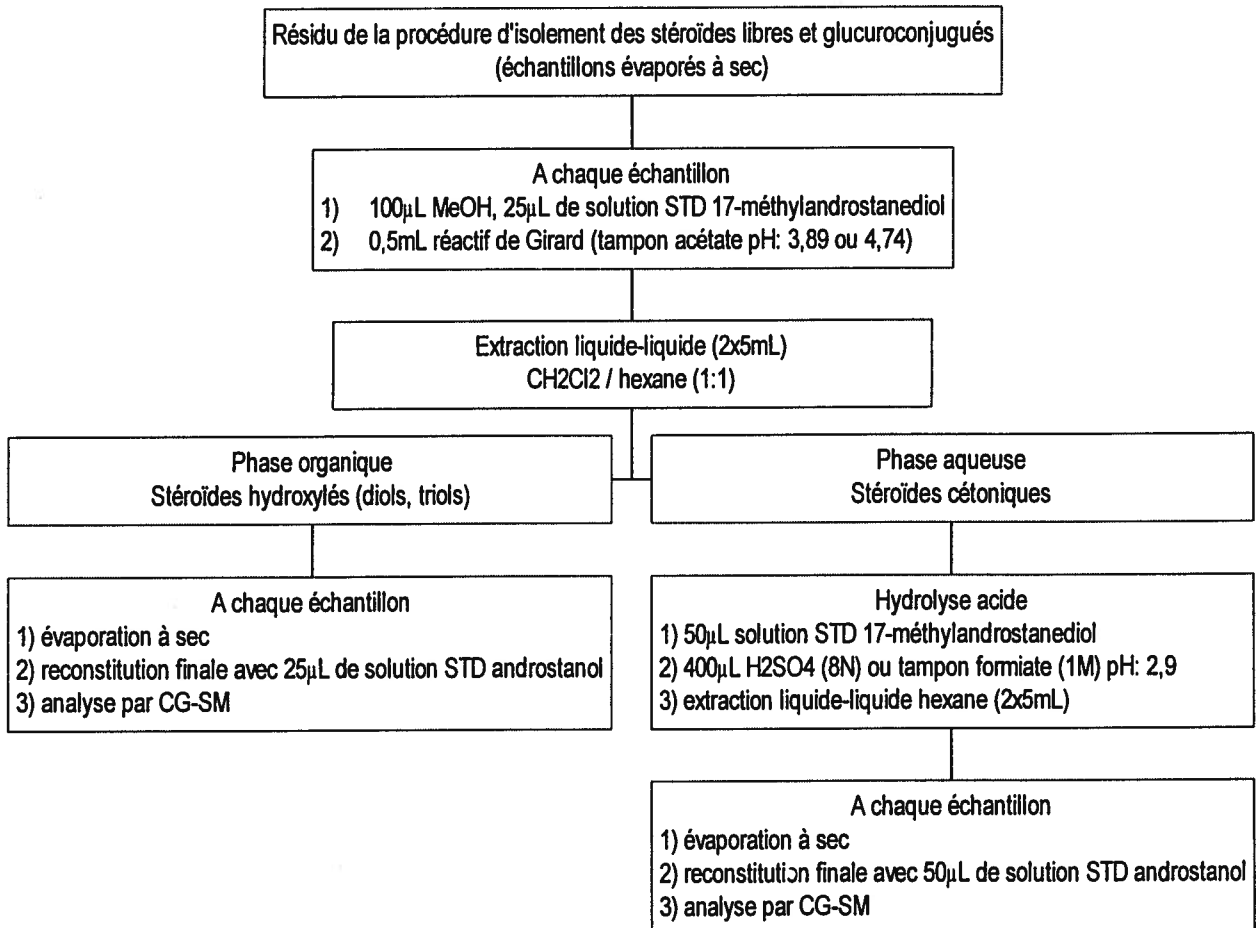 Résidu de la procédure d'isolement des stéroïdes libres et glucuroconjugués
(échantillons évaporés à sec)
A chaque échantillon
1) 100µL MeOH, 25µL de solution STD 17-méthylandrostanediol
2) 0,5mL réactif de Girard (tampon acétate pH: 3,89 ou 4,74)
Extraction liquide-liquide (2x5mL)
CH2Cl2 / hexane (1:1)
Phase organique
Stéroïdes hydroxylés (diols, triols)
A chaque échantillon
1) évaporation à sec
2) reconstitution finale avec 25µL de solution STD androstanol
3) analyse par CG-SM
Phase aqueuse
Stéroïdes cétoniques
Hydrolyse acide
1) 50µL solution STD 17-méthylandrostanediol
2) 400µL H2SO4 (8N) ou tampon formiate (1M) pH: 2,9
3) extraction liquide-liquide hexane (2x5mL)
A chaque échantillon
1) évaporation à sec
2) reconstitution finale avec 50µL de solution STD androstanol
3) analyse par CG-SM